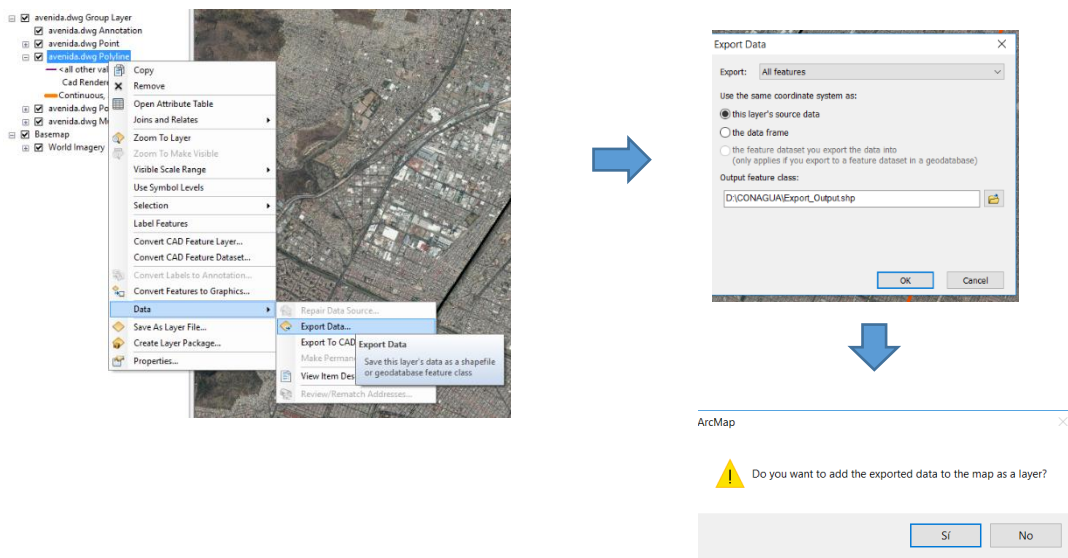 avenida.dwg Group Layer
avenida.dwg Annotation
avenida.dwg Point
avenida.dwg Polyline
<all other val
Cad Rendere
Continuous,
avenida.dwg Po
avenida.dwg Mu
Basemap
World Imagery
Copy
Remove
Open Attribute Table
Joins and Relates
Zoom To Layer
Zoom To Make Visible
Visible Scale Range
Use Symbol Levels
Selection
Label Features
Convert CAD Feature Layer...
Convert CAD Feature Dataset...
Convert Labels to Annotation...
Convert Features to Graphics...
Data
Save As Layer File...
Create Layer Package...
Properties...
Repair Data Source...
Export Data...
Export To CAD
Make Perman
View Item Des
Review/Rematch Addresses...
Export Data
Save this layer's data as a shapefile
or geodatabase feature class
Export Data
Export: All features
Use the same coordinate system as:
this layer's source data
the data frame
the feature dataset you export the data into
(only applies if you export to a feature dataset in a geodatabase)
Output feature class:
D:\CONAGUA\Export_Output.shp
OK Cancel
ArcMap
Do you want to add the exported data to the map as a layer?
Sí No